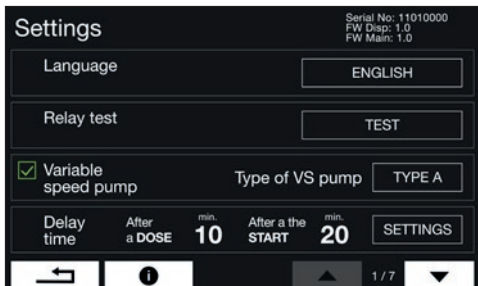 Settings
Serial No: 11010000
FW Disp: 1.0
FW Main: 1.0
Language
ENGLISH
Relay test
TEST
Variable
speed pump
Type of VS pump
TYPE A
Delay
time
After
a DOSE
min.
10
After a the
START
min.
20
SETTINGS
1/7